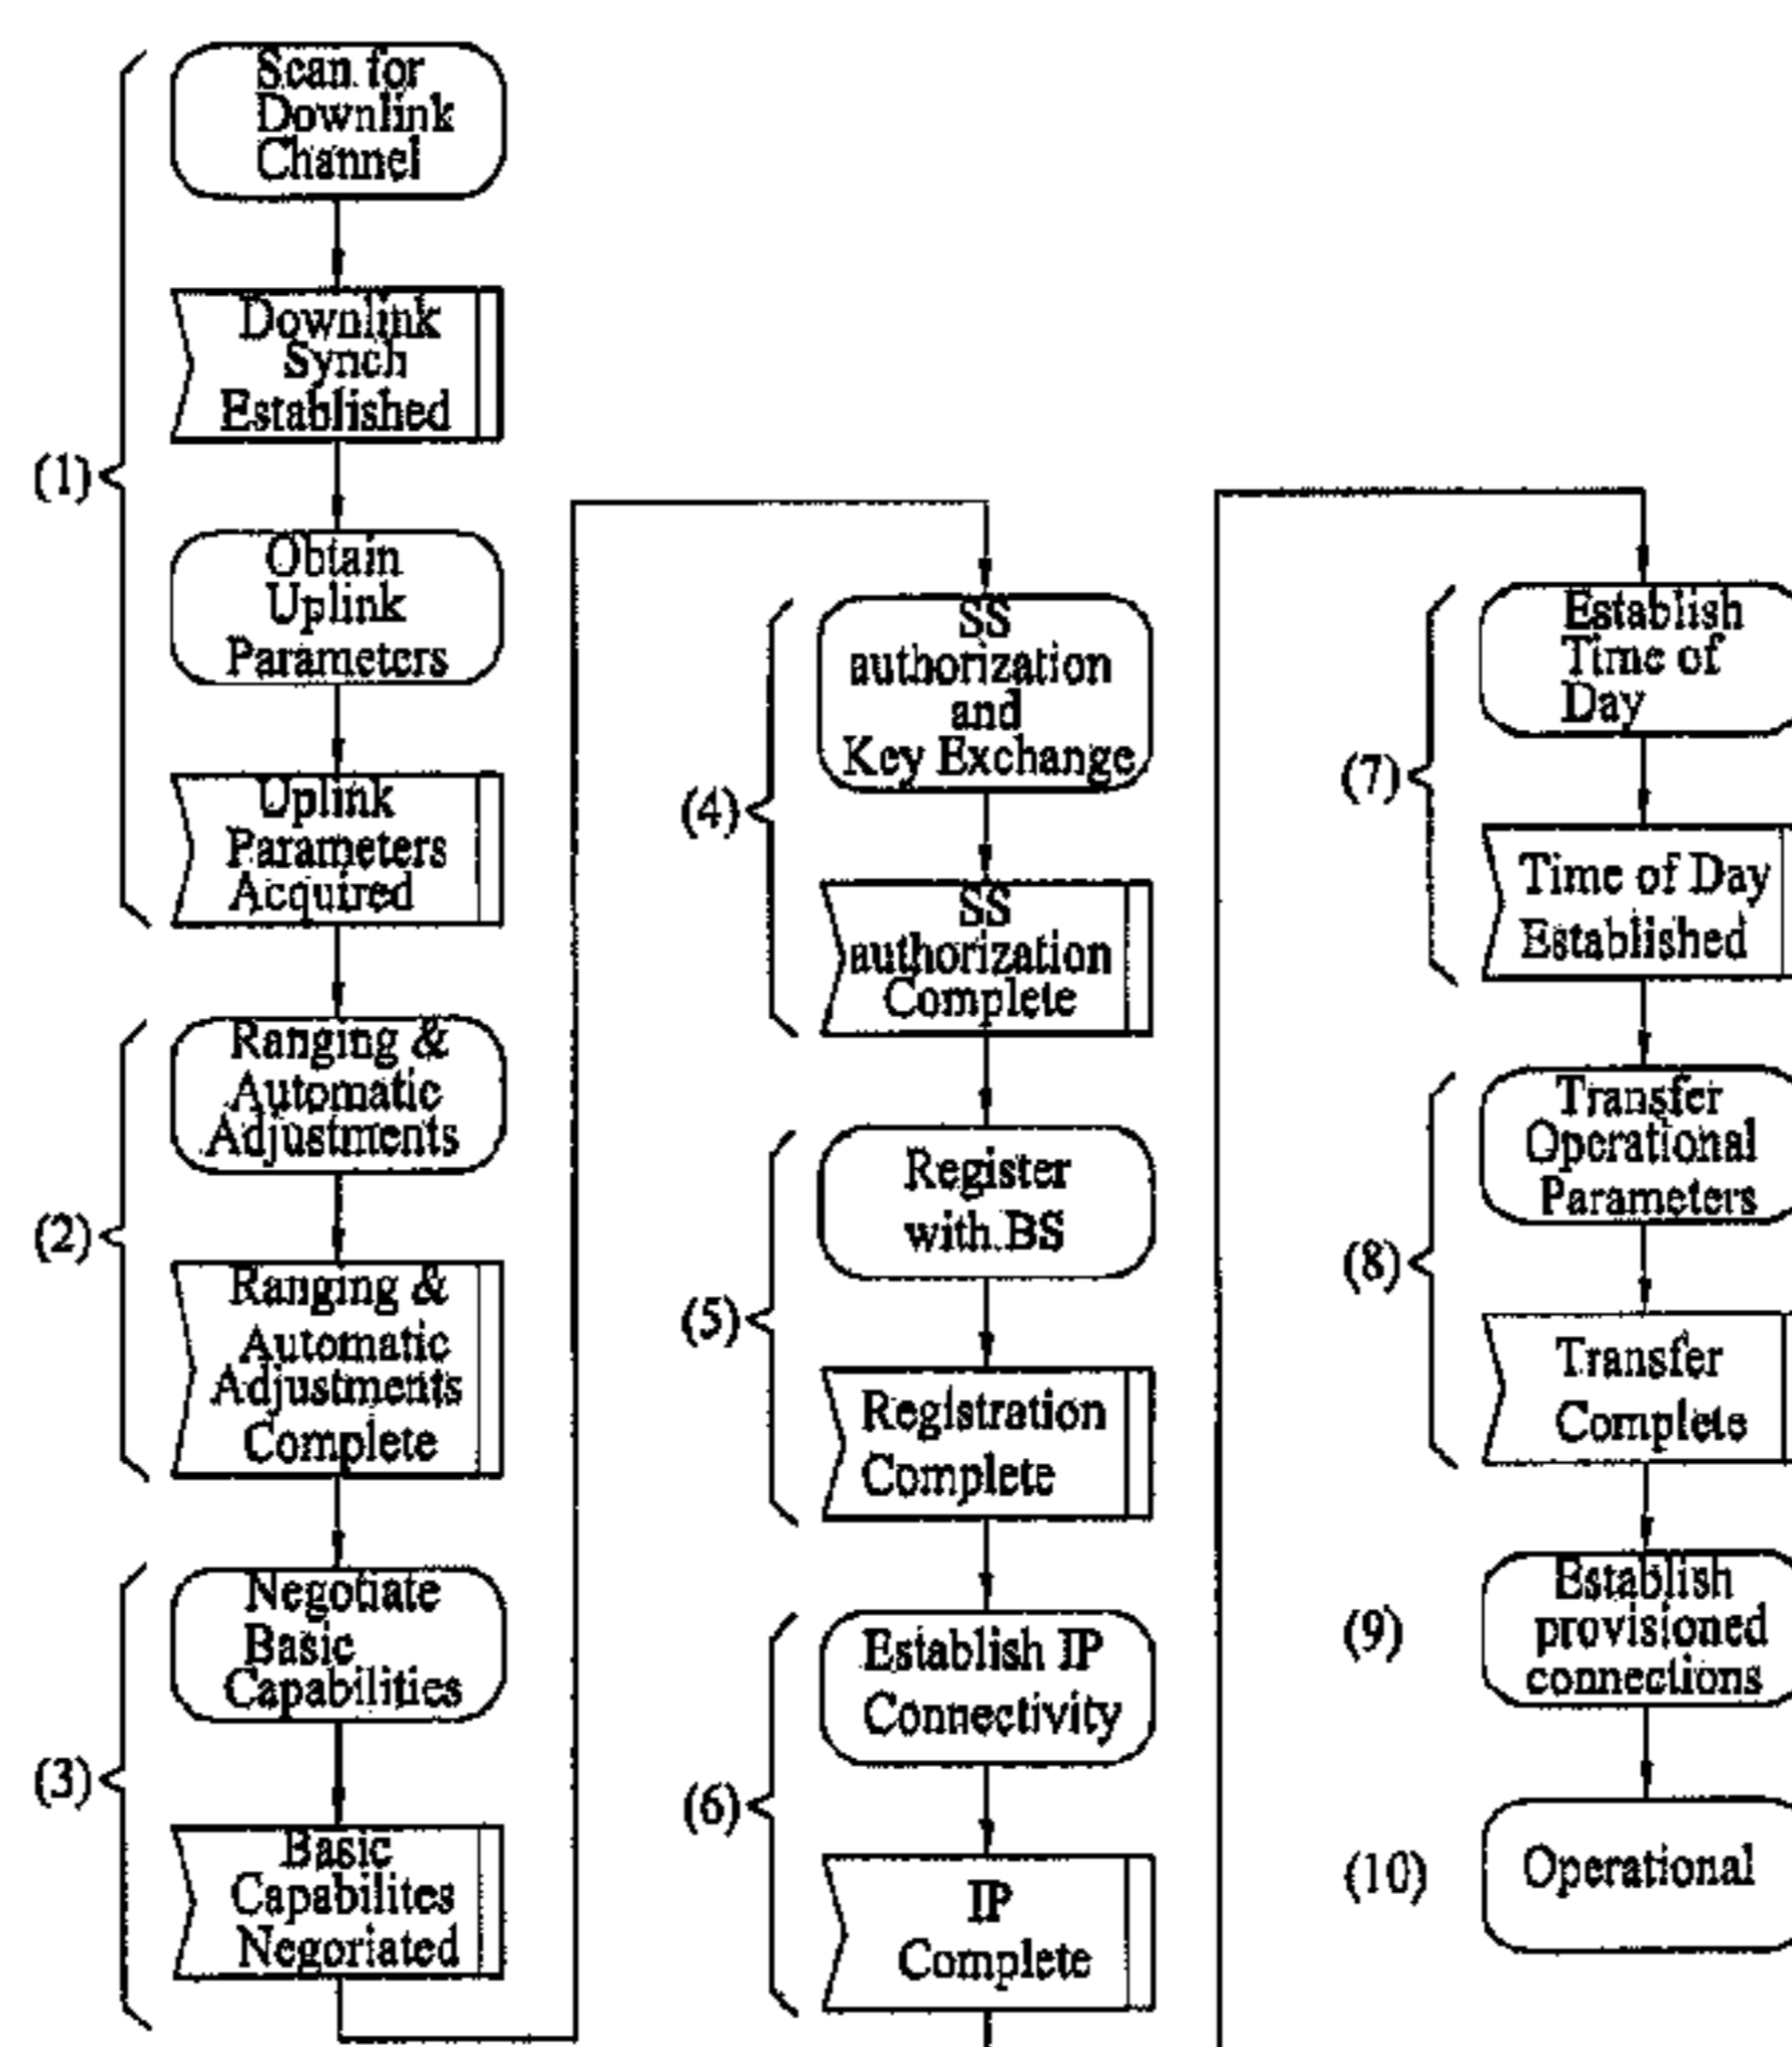 (1)
Scan for
Downlink
Channel
Downlink
Synch
Established
Obtain
Uplink
Parameters
Uplink
Parameters
Acquired
(2)
Ranging &
Automatic
Adjustments
Ranging &
Automatic
Adjustments
Complete
(3)
Negotiate
Basic
Capabilities
Basic
Capabilites
Negoriated
(4)
SS
authorization
and
Key Exchange
SS
authorization
Complete
(5)
Register
with BS
Registration
Complete
(6)
Establish IP
Connectivity
IP
Complete
(7)
Establish
Time of
Day
Time of Day
Established
(8)
Transfer
Operational
Parameters
Transfer
Complete
(9)
Establish
provisioned
connections
(10)
Operational